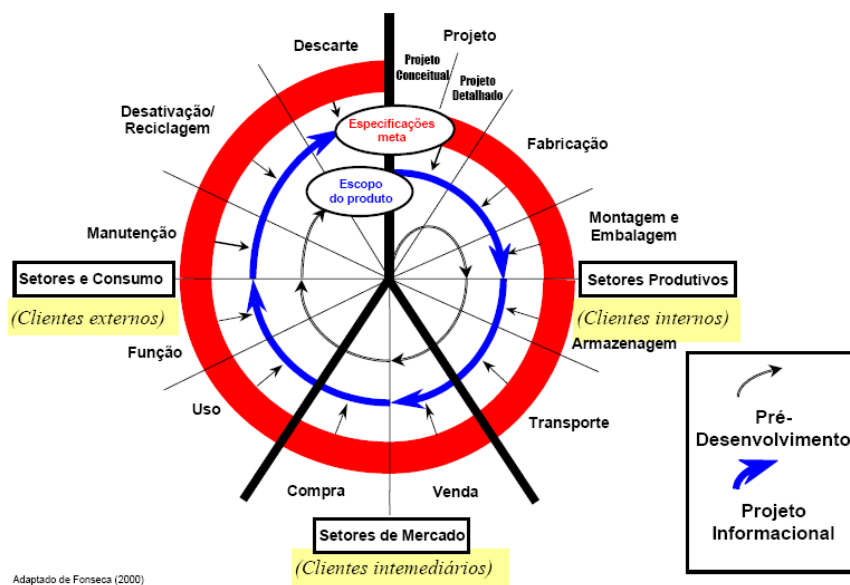 Descarte
Projeto
Projeto
Conceitual
Projeto
Detalhado
Desativação/
Reciclagem
Especificações
meta
Fabricação
Escopo
do produto
Manutenção
Montagem e
Embalagem
Setores e Consumo
Setores Produtivos
(Clientes externos)
(Clientes internos)
Função
Armazenagem
Uso
Transporte
Compra
Venda
Setores de Mercado
(Clientes intemediários)
Pré-
Desenvolvimento
Projeto
Informacional
Adaptado de Fonseca (2000)